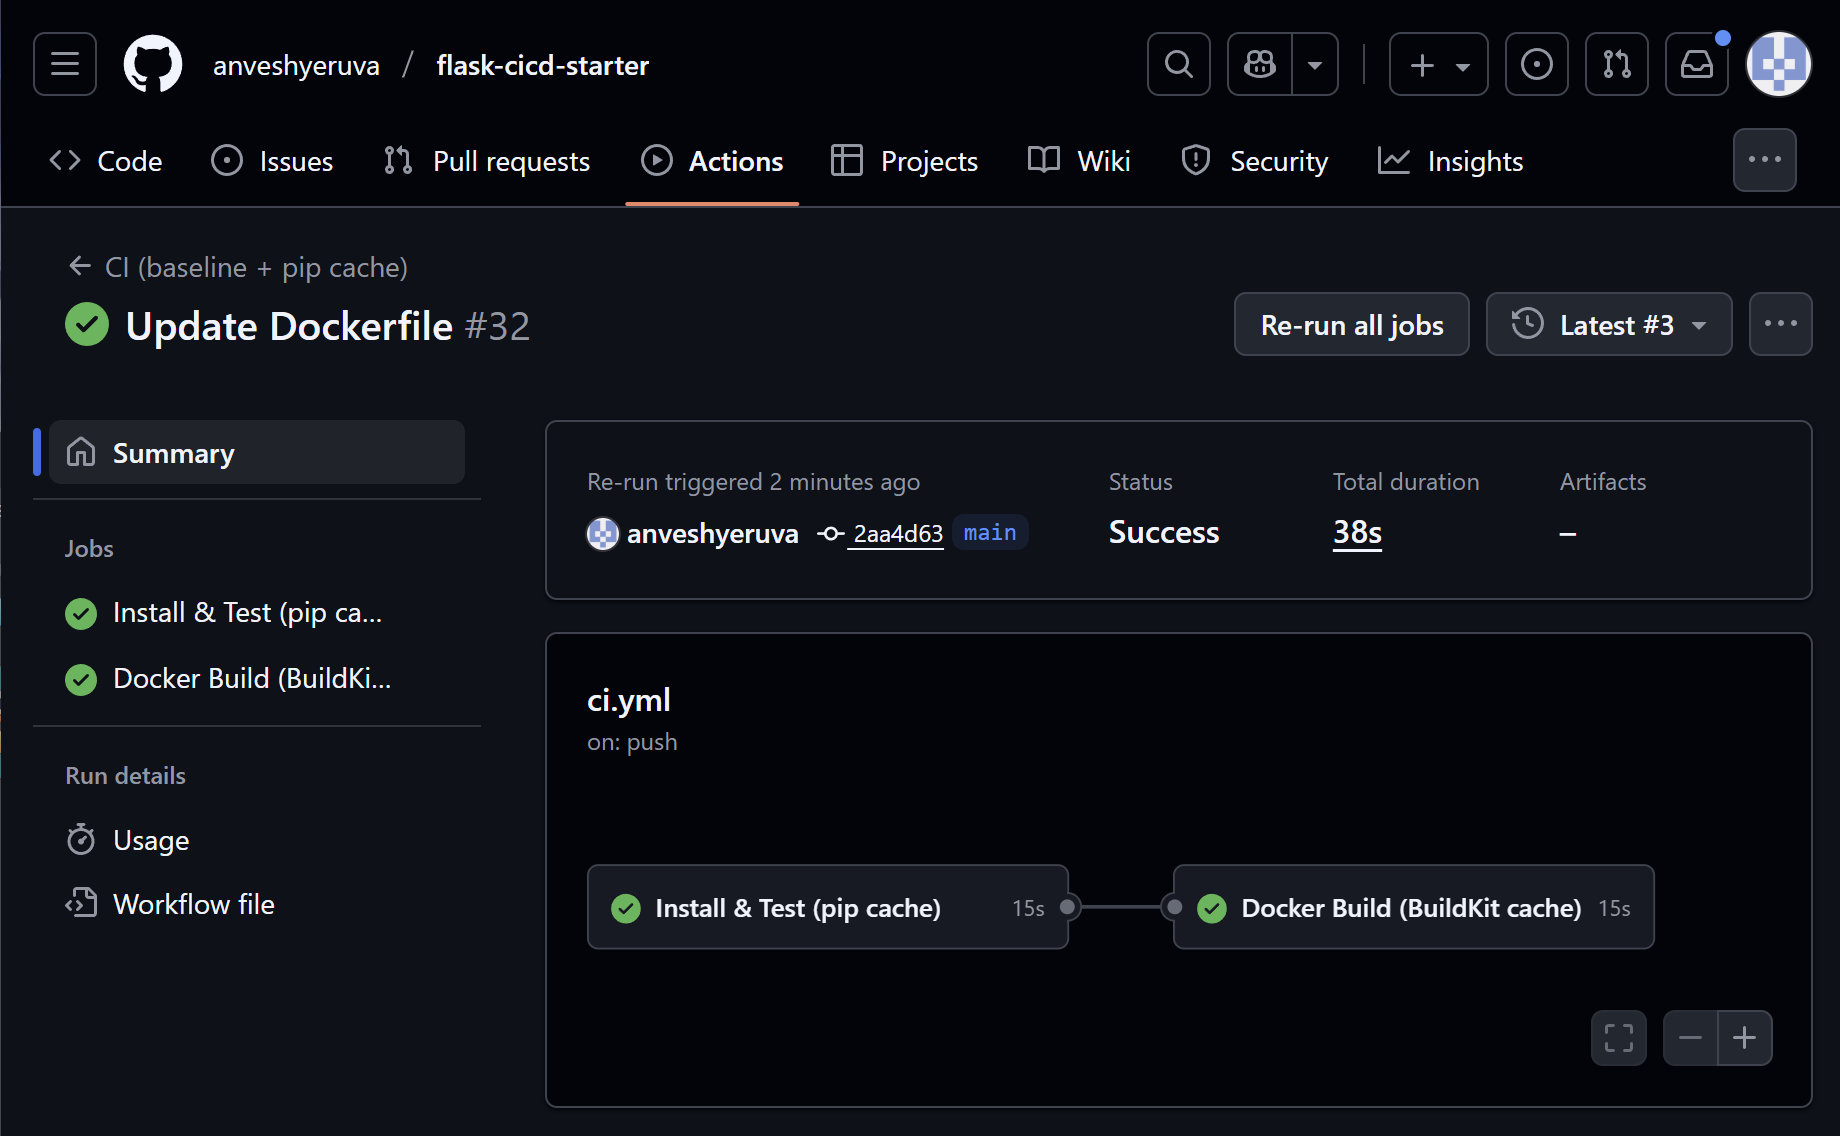 anveshyeruva / flask-cicd-starter
Code Issues Pull requests Actions Projects Wiki Security Insights
CI (baseline + pip cache)
Update Dockerfile #32
Re-run all jobs
Latest #3
Summary
Jobs
Install & Test (pip ca...
Docker Build (BuildKi...
Run details
Usage
Workflow file
Re-run triggered 2 minutes ago
anveshyeruva 2aa4d63 main
Status
Success
Total duration
38s
Artifacts
–
ci.yml
on: push
Install & Test (pip cache) 15s
Docker Build (BuildKit cache) 15s